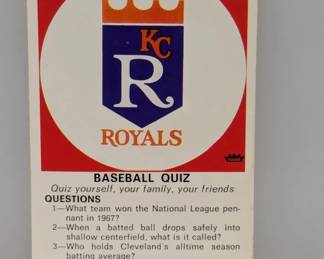 KC
R
ROYALS
BASEBALL QUIZ
Quiz yourself, your family, your friends
QUESTIONS
1—What team won the National League pen-
nant in 1967?
2—When a batted ball drops safely into
shallow centerfield, what is it called?
3—Who holds Cleveland's alltime season
batting average?